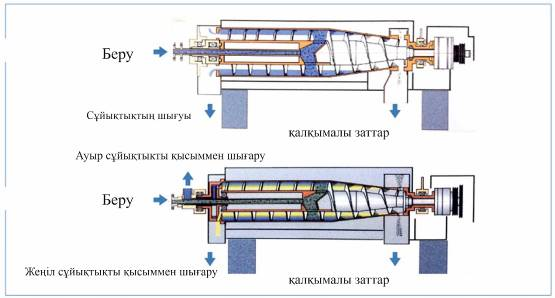 Беру
Сұйықтықтың шығуы
қалқымалы заттар
Ауыр сұйықтықты қысыммен шығару
Беру
Жеңіл сұйықтықты қысыммен шығару
қалқымалы заттар